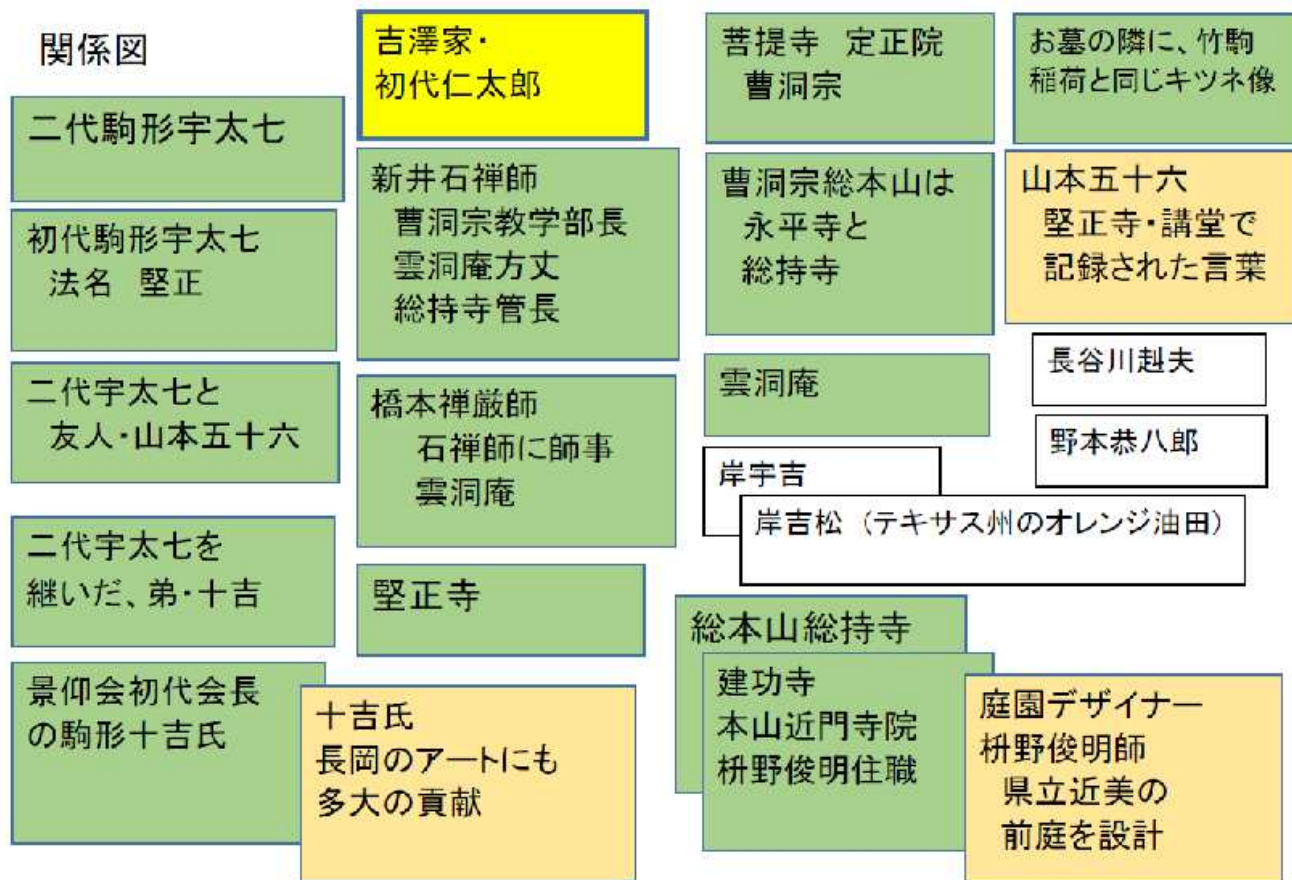 関係図
二代駒形宇太七
初代駒形宇太七
法名 堅正
二代宇太七と
友人・山本五十六
二代宇太七を
継いだ、弟・十吉
景仰会初代会長
の駒形十吉氏
吉澤家・
初代仁太郎
新井石禅師
曹洞宗教学部長
雲洞庵方丈
総持寺管長
橋本禅厳師
石禅師に師事
雲洞庵
堅正寺
十吉氏
長岡のアートにも
多大の貢献
菩提寺 定正院
曹洞宗
曹洞宗総本山は
永平寺と
総持寺
雲洞庵
岸宇吉
岸吉松（テキサス州のオレンジ油田）
総本山総持寺
建功寺
本山近門寺院
枡野俊明住職
お墓の隣に、竹駒
稲荷と同じキツネ像
山本五十六
堅正寺・講堂で
記録された言葉
長谷川赳夫
野本恭八郎
庭園デザイナー
枡野俊明師
県立近美の
前庭を設計